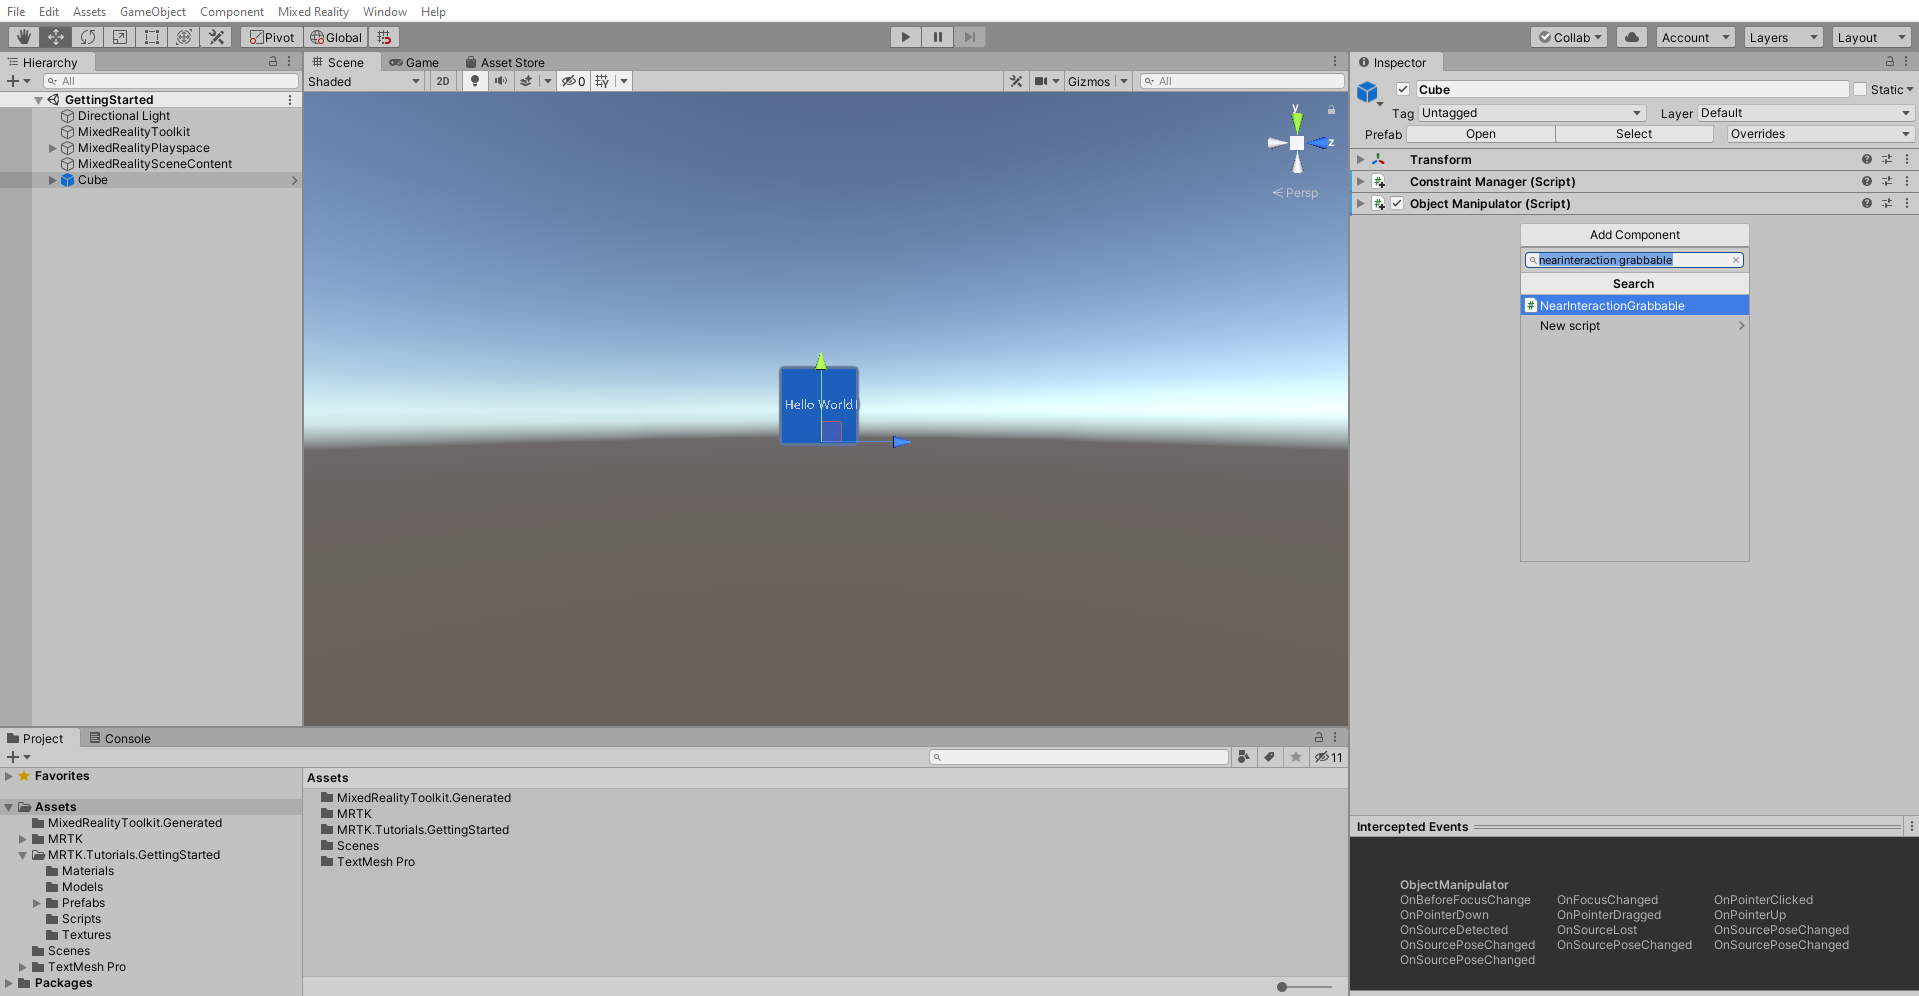 File Edit Assets GameObject Component Mixed Reality Window Help
Pivot Global Collab Account Layers Layout
Hierarchy
All
GettingStarted
Directional Light
MixedRealityToolkit
MixedRealityPlayspace
MixedRealitySceneContent
Cube
Scene Game Asset Store
Shaded 2D 0 Gizmos All
y
z
Persp
Hello World!
Inspector
Cube Static
Tag Untagged Layer Default
Prefab Open Select Overrides
Transform
Constraint Manager (Script)
Object Manipulator (Script)
Add Component
nearinteraction grabbable
Search
NearInteractionGrabbable
New script
Project Console
11
Favorites
Assets
MixedRealityToolkit.Generated
MRTK
MRTK.Tutorials.GettingStarted
Materials
Models
Prefabs
Scripts
Textures
Scenes
TextMesh Pro
Packages
Assets
MixedRealityToolkit.Generated
MRTK
MRTK.Tutorials.GettingStarted
Scenes
TextMesh Pro
Intercepted Events
ObjectManipulator
OnBeforeFocusChange OnFocusChanged OnPointerClicked
OnPointerDown OnPointerDragged OnPointerUp
OnSourceDetected OnSourceLost OnSourcePoseChanged
OnSourcePoseChanged OnSourcePoseChanged OnSourcePoseChanged
OnSourcePoseChanged